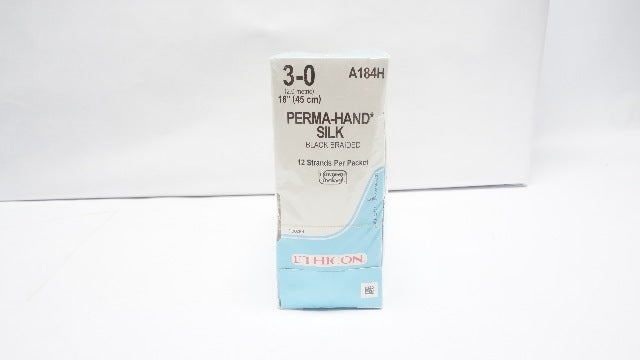 3-0 A184H
(2.0 metric)
18" (45 cm)
PERMA-HAND*
SILK
BLACK BRAIDED
12 Strands Per Packet
ETHICON